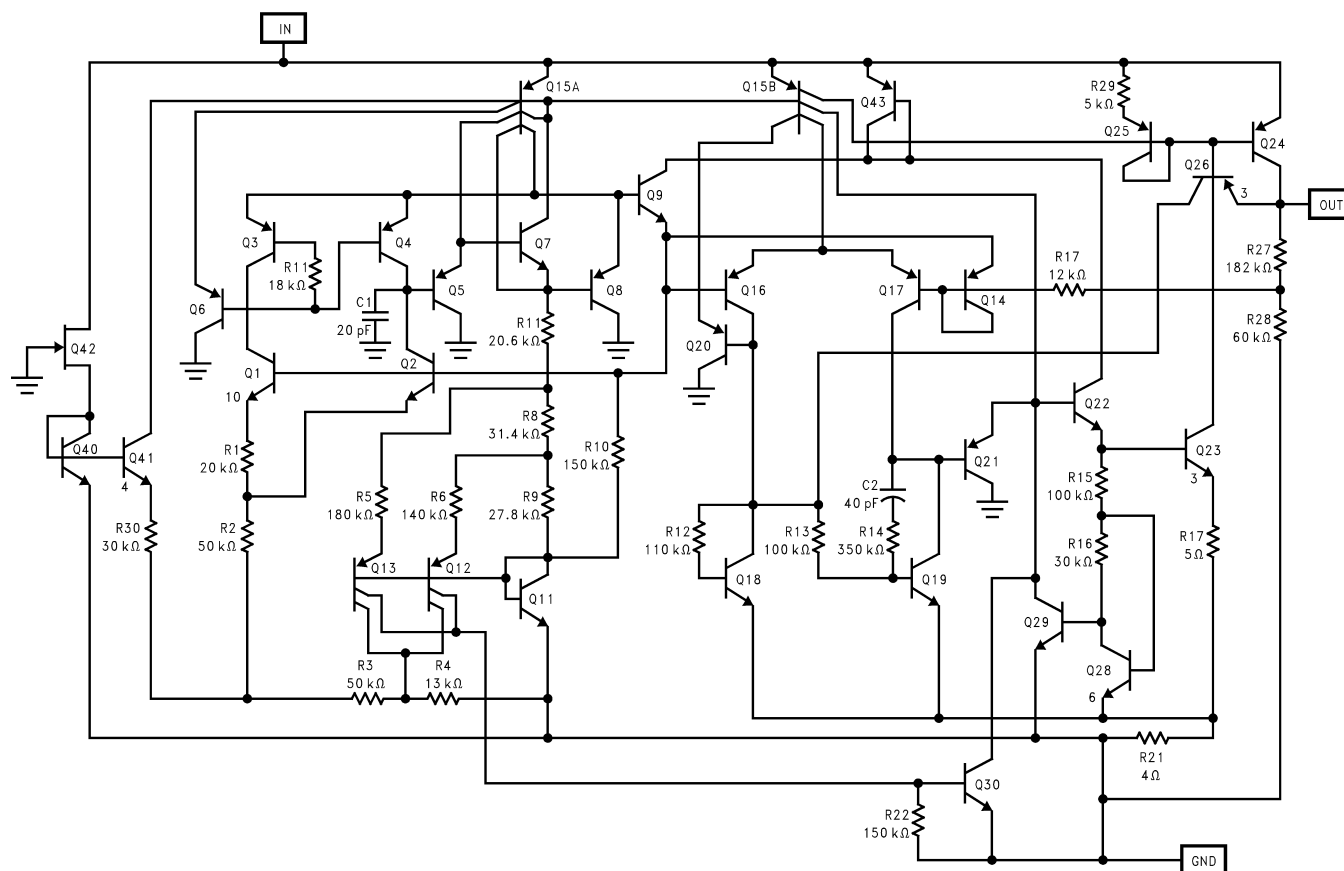 IN
Q15A
Q15B
Q43
R29
5 kΩ
Q25
Q24
Q26
3
OUT
Q9
Q3
R11
18 kΩ
Q4
Q7
R17
12 kΩ
R27
182 kΩ
Q6
C1
20 pF
Q5
Q8
Q16
Q17
Q14
R11
20.6 kΩ
R28
60 kΩ
Q42
Q20
Q1
10
Q2
Q22
R8
31.4 kΩ
Q40
Q41
4
R1
20 kΩ
R10
150 kΩ
Q21
Q23
3
R5
180 kΩ
R6
140 kΩ
R9
27.8 kΩ
C2
40 pF
R15
100 kΩ
R30
30 kΩ
R2
50 kΩ
R12
110 kΩ
R13
100 kΩ
R14
350 kΩ
R16
30 kΩ
R17
5Ω
Q13
Q12
Q11
Q18
Q19
Q29
R3
50 kΩ
R4
13 kΩ
Q28
6
R21
4Ω
Q30
R22
150 kΩ
GND